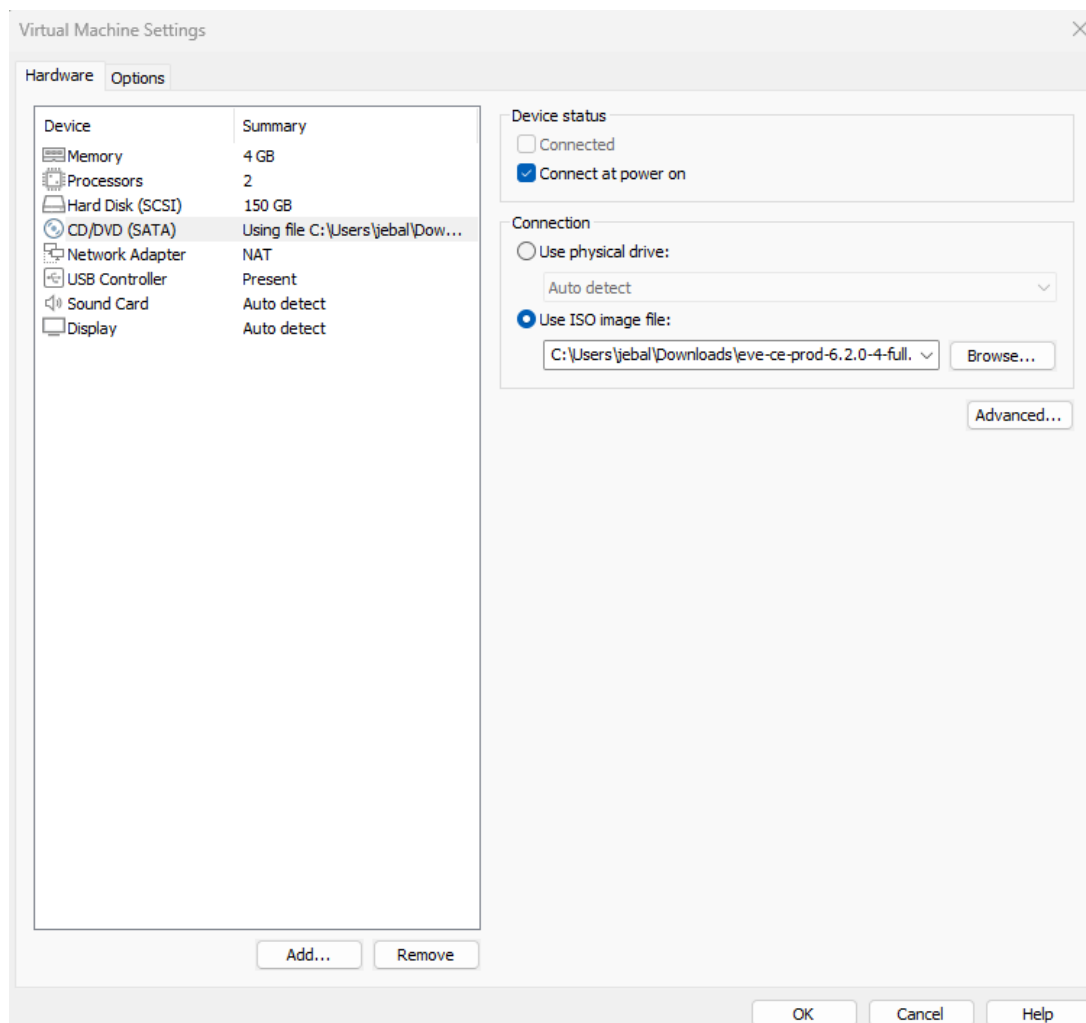 Virtual Machine Settings
Hardware Options
Device Summary
Memory 4 GB
Processors 2
Hard Disk (SCSI) 150 GB
CD/DVD (SATA) Using file C:\Users\jebal\Dow...
Network Adapter NAT
USB Controller Present
Sound Card Auto detect
Display Auto detect
Add... Remove
Device status
Connected
Connect at power on
Connection
Use physical drive:
Auto detect
Use ISO image file:
C:\Users\jebal\Downloads\eve-ce-prod-6.2.0-4-full. Browse...
Advanced...
OK Cancel Help